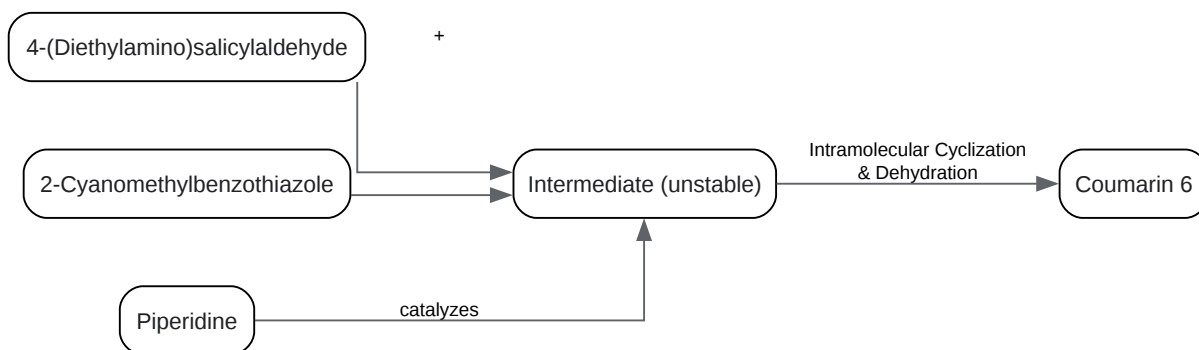 4-(Diethylamino)salicylaldehyde
+
2-Cyanomethylbenzothiazole
Intermediate (unstable)
Intramolecular Cyclization
& Dehydration
Coumarin 6
Piperidine
catalyzes